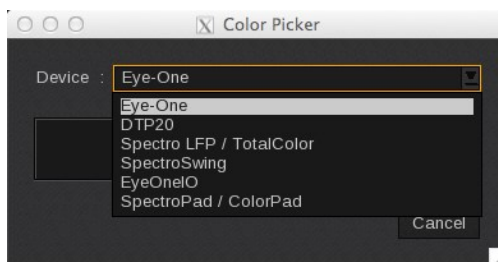 Color Picker
Device : Eye-One
Eye-One
DTP20
Spectro LFP / TotalColor
SpectroSwing
EyeOneIO
SpectroPad / ColorPad
Cancel